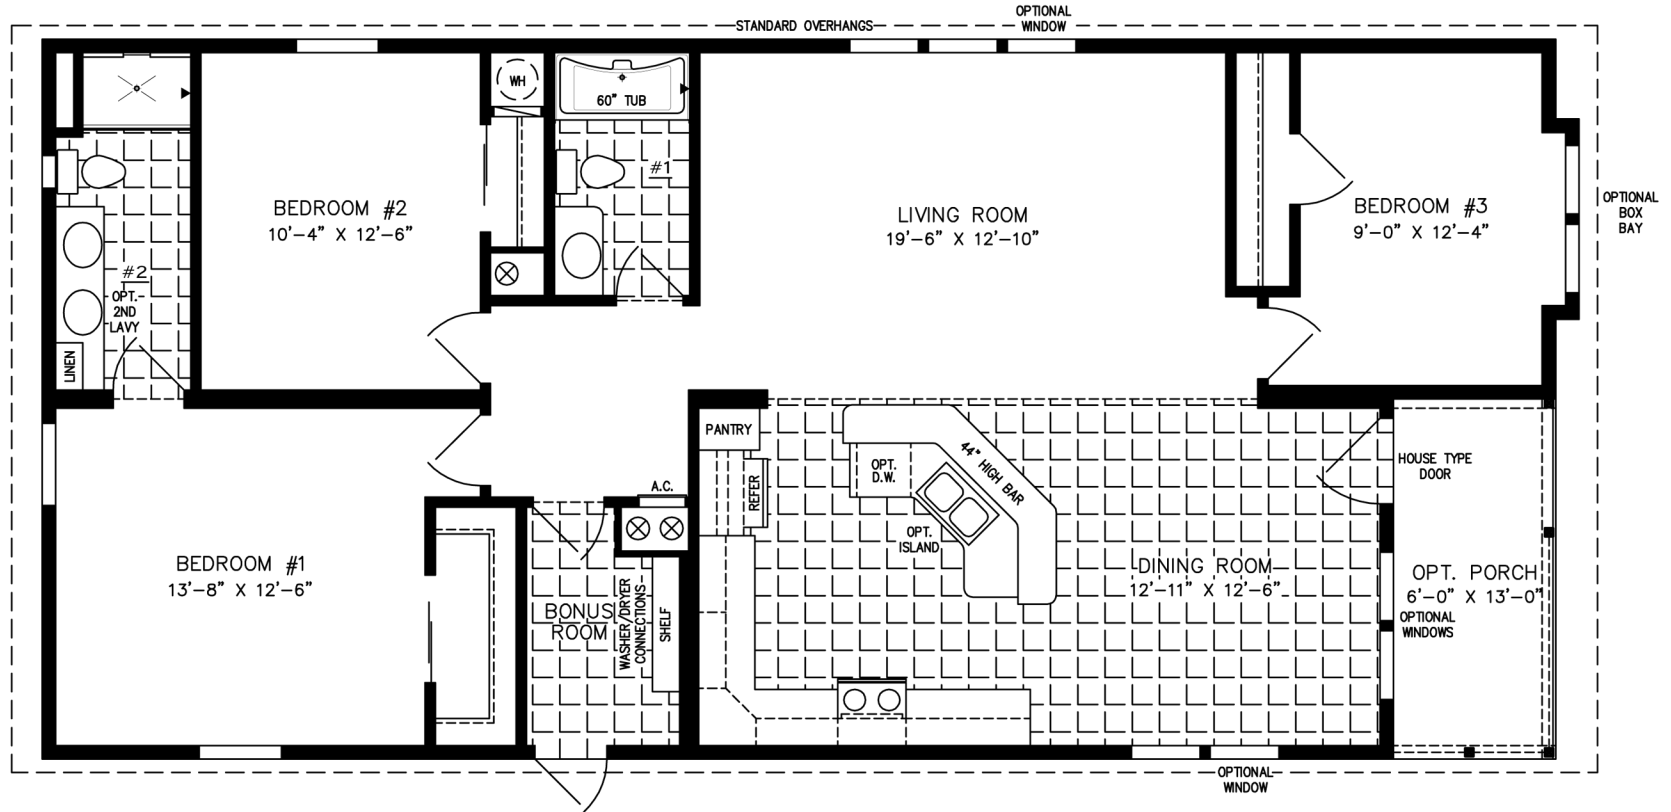 STANDARD OVERHANGS
OPTIONAL
WINDOW
WH
60" TUB
#1
BEDROOM #2
10'-4" X 12'-6"
LIVING ROOM
19'-6" X 12'-10"
BEDROOM #3
9'-0" X 12'-4"
OPTIONAL
BOX
BAY
#2
OPT.
2ND
LAVY
LINEN
PANTRY
REFER
OPT.
D.W.
44" HIGH BAR
OPT.
ISLAND
HOUSE TYPE
DOOR
A.C.
BEDROOM #1
13'-8" X 12'-6"
BONUS
ROOM
WASHER/DRYER
CONNECTIONS
SHELF
DINING ROOM
12'-11" X 12'-6"
OPT. PORCH
6'-0" X 13'-0"
OPTIONAL
WINDOWS
OPTIONAL
WINDOW